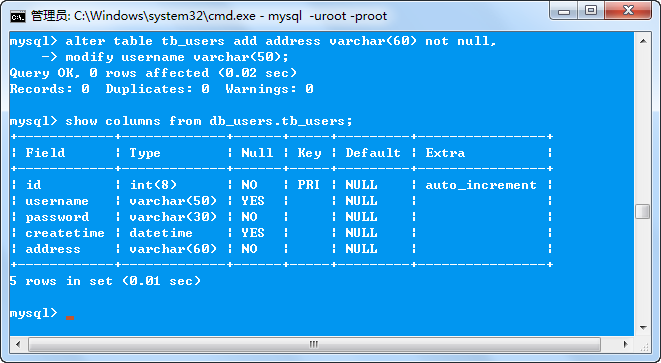 管理员: C:\Windows\system32\cmd.exe - mysql  -uroot -proot
mysql> alter table tb_users add address varchar(60) not null,
    -> modify username varchar(50);
Query OK, 0 rows affected (0.02 sec)
Records: 0  Duplicates: 0  Warnings: 0
mysql> show columns from db_users.tb_users;
+------------+-------------+------+-----+---------+----------------+
| Field      | Type        | Null | Key | Default | Extra          |
+------------+-------------+------+-----+---------+----------------+
| id         | int(8)      | NO   | PRI | NULL    | auto_increment |
| username   | varchar(50) | YES  |     | NULL    |                |
| password   | varchar(30) | NO   |     | NULL    |                |
| createtime | datetime    | YES  |     | NULL    |                |
| address    | varchar(60) | NO   |     | NULL    |                |
+------------+-------------+------+-----+---------+----------------+
5 rows in set (0.01 sec)
mysql>